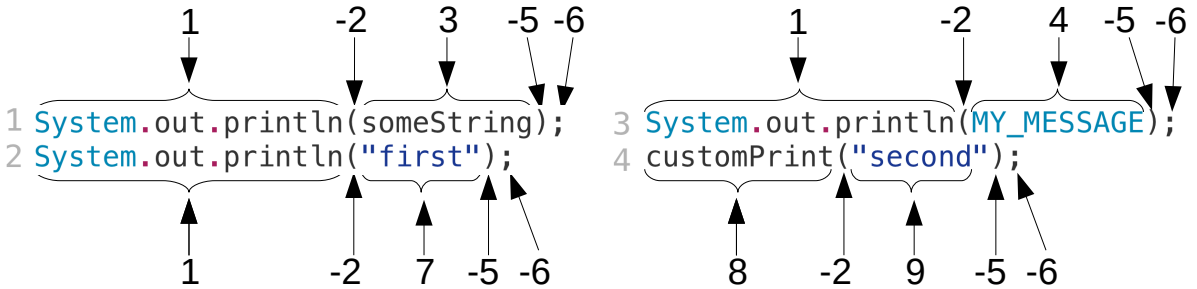 1 -2 3 -5 -6 1 -2 4 -5 -6
1 System.out.println(someString);
2 System.out.println("first");
3 System.out.println(MY_MESSAGE);
4 customPrint("second");
1 -2 7 -5 -6 8 -2 9 -5 -6